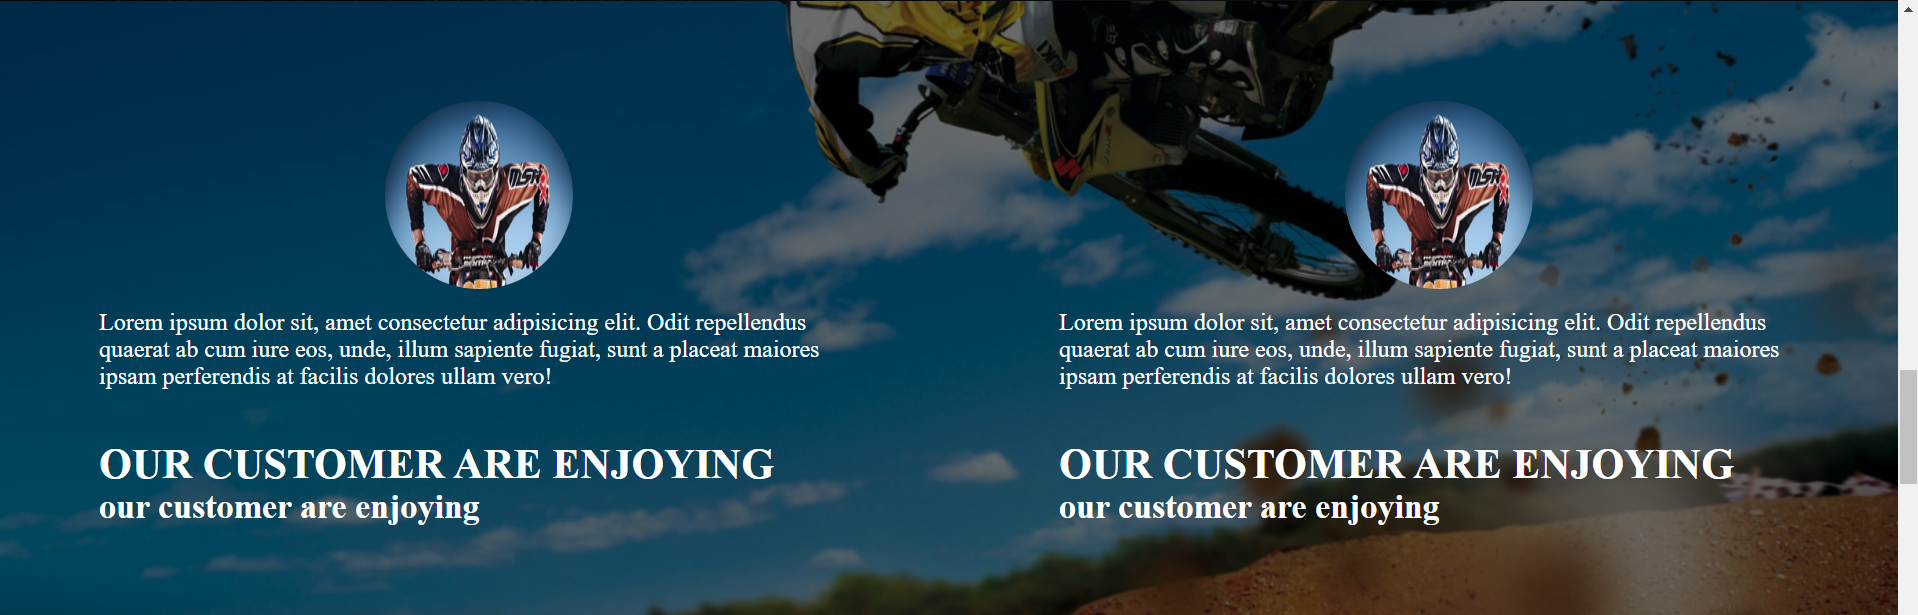 MSR
MSR
Lorem ipsum dolor sit, amet consectetur adipisicing elit. Odit repellendus
quaerat ab cum iure eos, unde, illum sapiente fugiat, sunt a placeat maiores
ipsam perferendis at facilis dolores ullam vero!
OUR CUSTOMER ARE ENJOYING
our customer are enjoying
Lorem ipsum dolor sit, amet consectetur adipisicing elit. Odit repellendus
quaerat ab cum iure eos, unde, illum sapiente fugiat, sunt a placeat maiores
ipsam perferendis at facilis dolores ullam vero!
OUR CUSTOMER ARE ENJOYING
our customer are enjoying